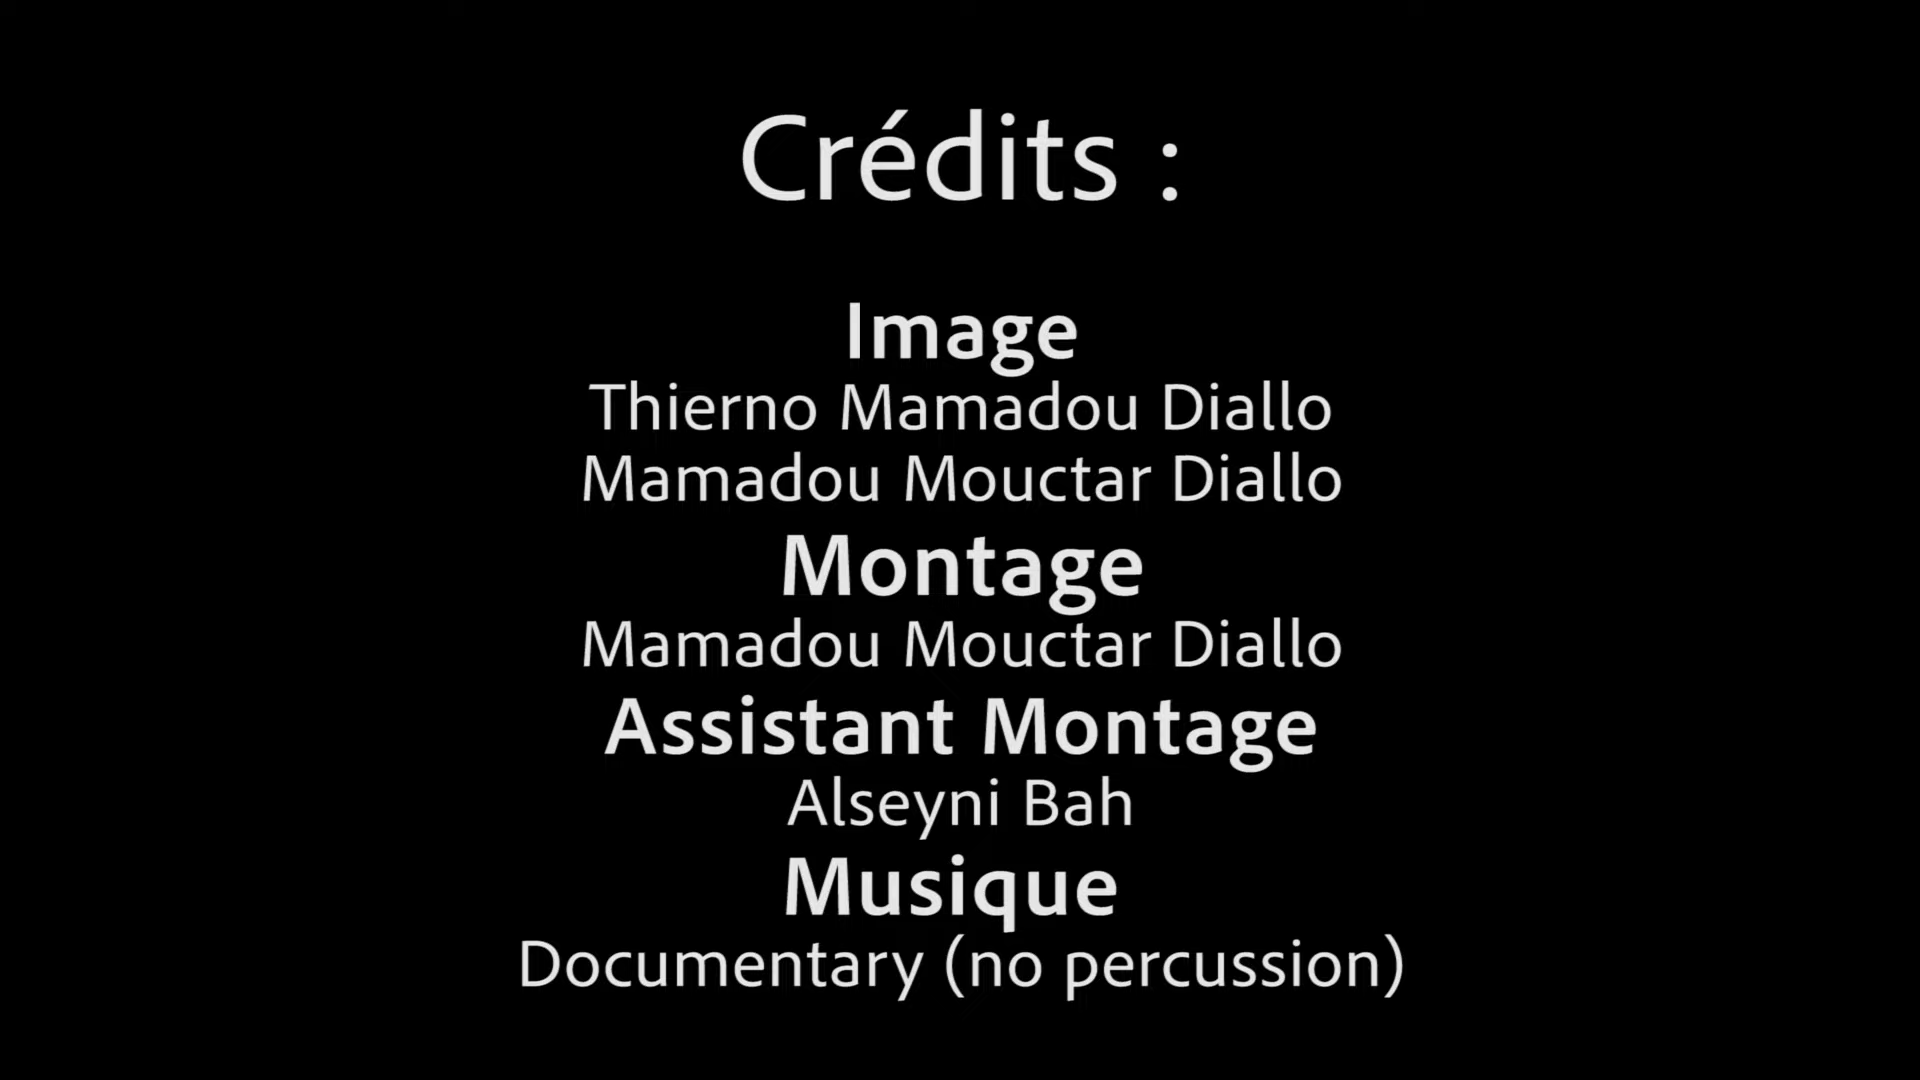 Crédits :
Image
Thierno Mamadou Diallo
Mamadou Mouctar Diallo
Montage
Mamadou Mouctar Diallo
Assistant Montage
Alseyni Bah
Musique
Documentary (no percussion)